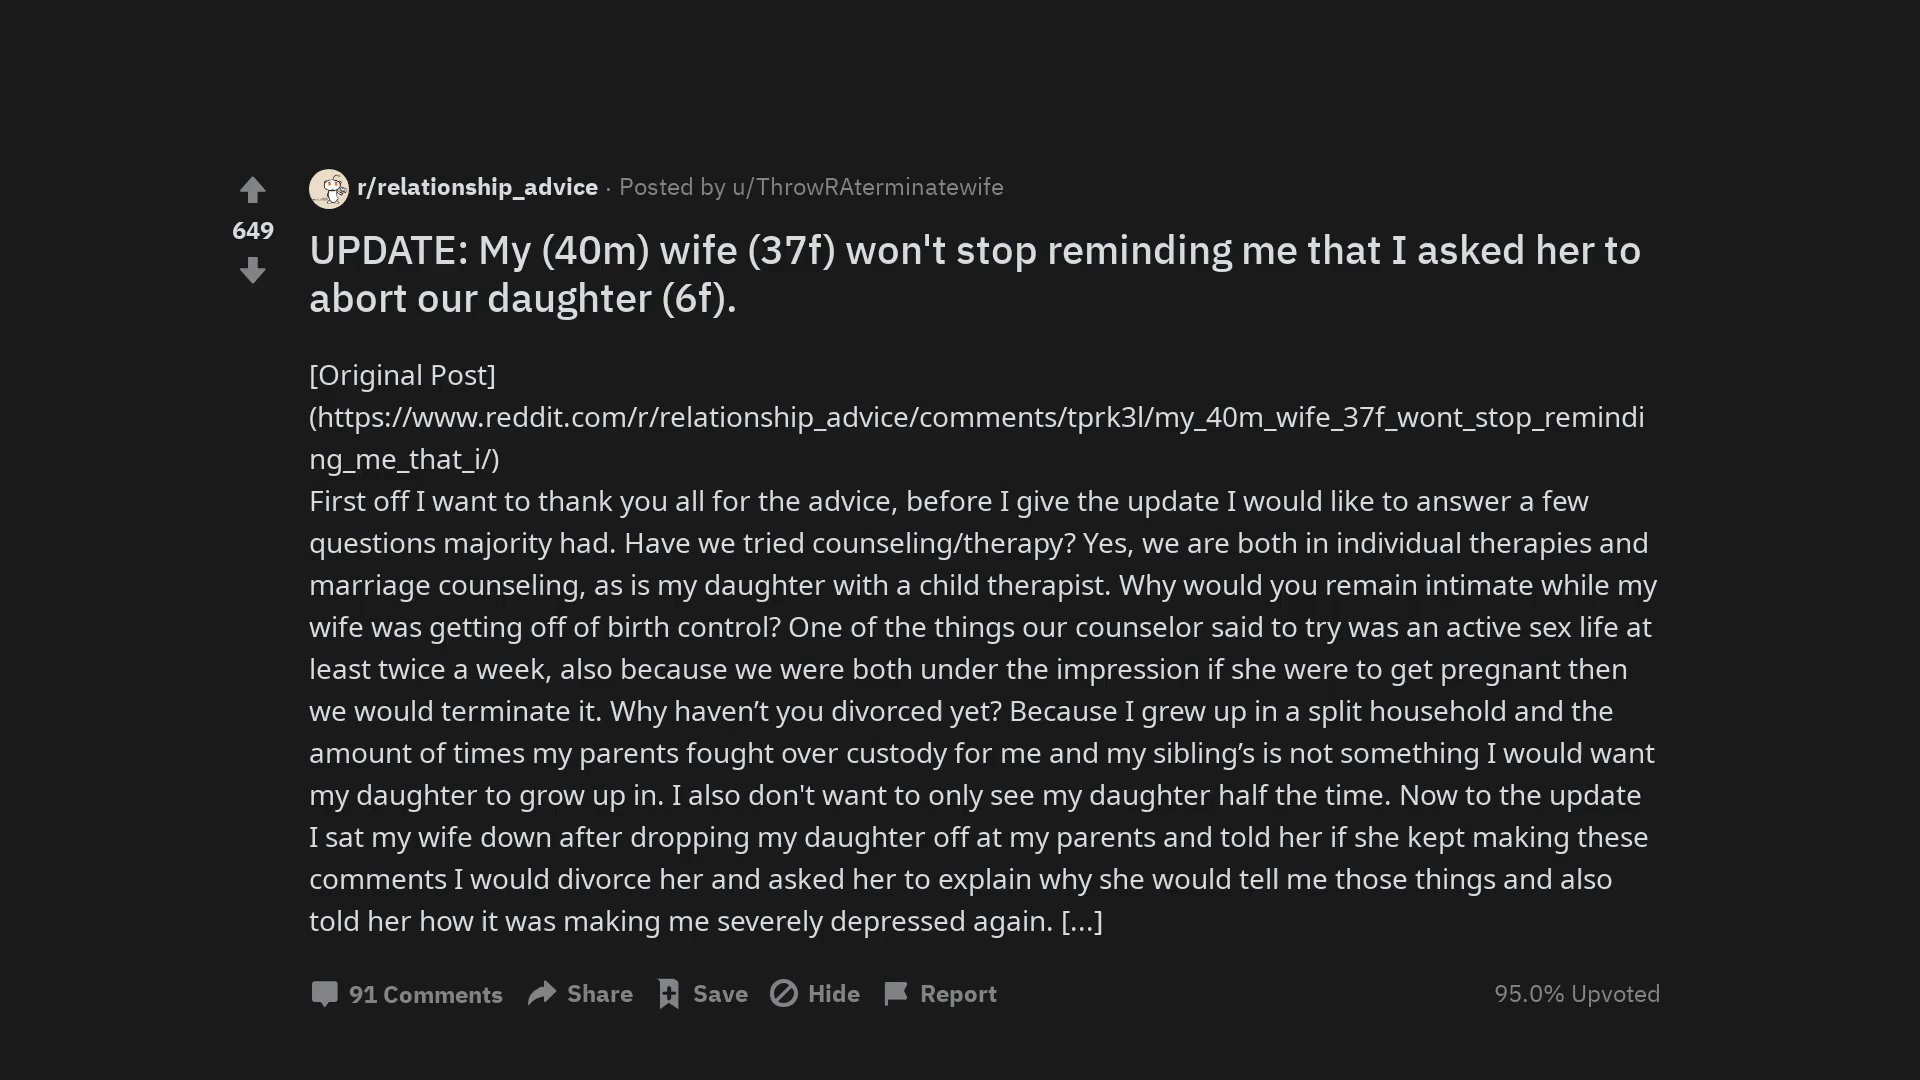 r/relationship_advice · Posted by u/ThrowRAterminatewife
649
UPDATE: My (40m) wife (37f) won't stop reminding me that I asked her to
abort our daughter (6f).
[Original Post]
(https://www.reddit.com/r/relationship_advice/comments/tprk3l/my_40m_wife_37f_wont_stop_remindi
ng_me_that_i/)
First off I want to thank you all for the advice, before I give the update I would like to answer a few
questions majority had. Have we tried counseling/therapy? Yes, we are both in individual therapies and
marriage counseling, as is my daughter with a child therapist. Why would you remain intimate while my
wife was getting off of birth control? One of the things our counselor said to try was an active sex life at
least twice a week, also because we were both under the impression if she were to get pregnant then
we would terminate it. Why haven’t you divorced yet? Because I grew up in a split household and the
amount of times my parents fought over custody for me and my sibling’s is not something I would want
my daughter to grow up in. I also don't want to only see my daughter half the time. Now to the update
I sat my wife down after dropping my daughter off at my parents and told her if she kept making these
comments I would divorce her and asked her to explain why she would tell me those things and also
told her how it was making me severely depressed again. [...]
91 Comments Share Save Hide Report 95.0% Upvoted